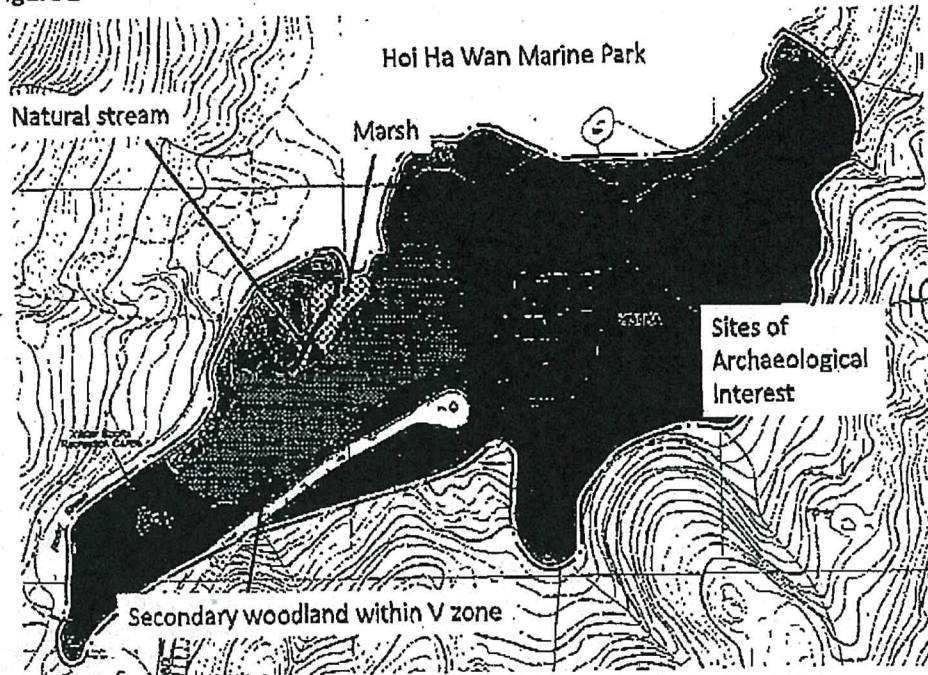 Hoi Ha Wan Marine Park
Natural stream
Marsh
Sites of
Archaeological
Interest
Secondary woodland within V zone